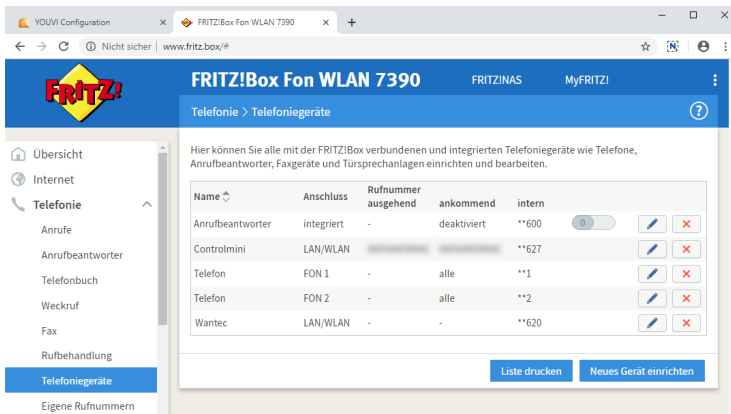 YOUVI Configuration
FRITZ!Box Fon WLAN 7390
Nicht sicher | www.fritz.box/#
FRITZ!
FRITZ!Box Fon WLAN 7390 FRITZ!NAS MyFRITZ!
Telefonie > Telefoniegeräte
Übersicht
Internet
Telefonie
Anrufe
Anrufbeantworter
Telefonbuch
Weckruf
Fax
Rufbehandlung
Telefoniegeräte
Eigene Rufnummern
Hier können Sie alle mit der FRITZ!Box verbundenen und integrierten Telefoniegeräte wie Telefone,
Anrufbeantworter, Faxgeräte und Türsprechanlagen einrichten und bearbeiten.
Name Anschluss Rufnummer ausgehend ankommend intern
Anrufbeantworter integriert - deaktiviert **600 0
Controlmini LAN/WLAN **627
Telefon FON 1 - alle **1
Telefon FON 2 - alle **2
Wantec LAN/WLAN - - **620
Liste drucken Neues Gerät einrichten